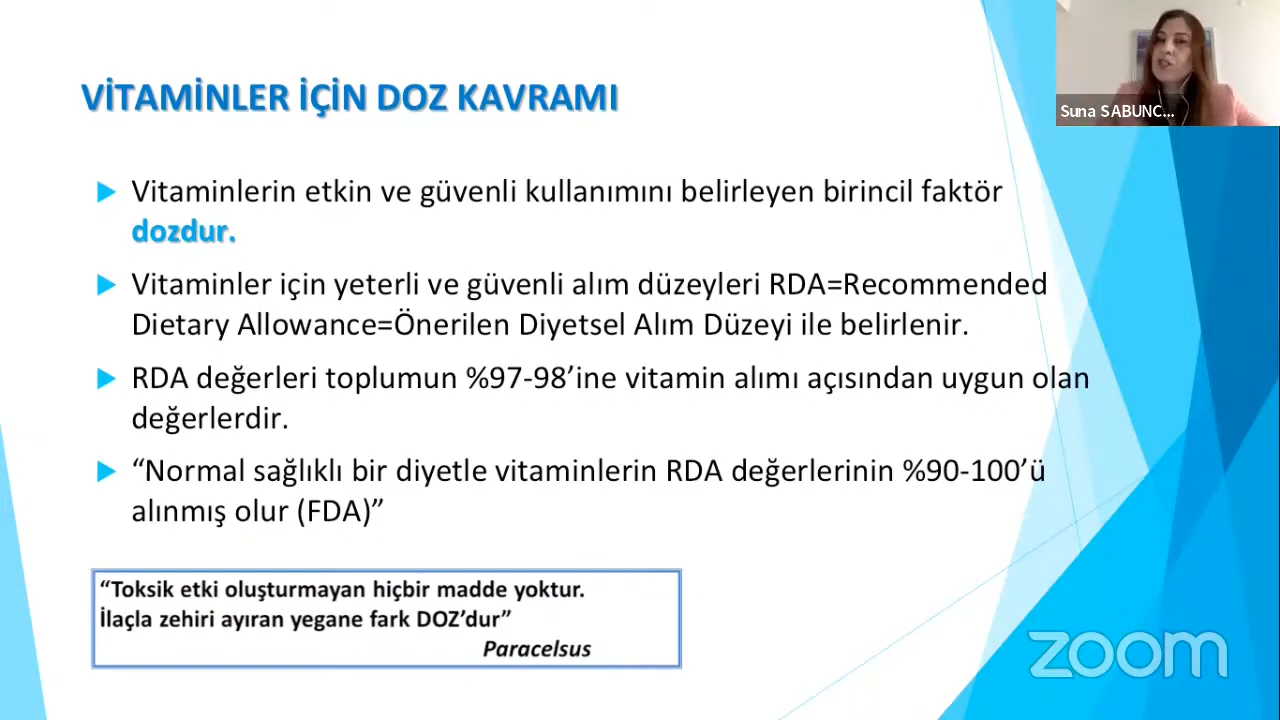 VİTAMİNLER İÇİN DOZ KAVRAMI
Suna SABUNC...
Vitaminlerin etkin ve güvenli kullanımını belirleyen birincil faktör
dozdur.
Vitaminler için yeterli ve güvenli alım düzeyleri RDA=Recommended
Dietary Allowance=Önerilen Diyetsel Alım Düzeyi ile belirlenir.
RDA değerleri toplumun %97-98’ine vitamin alımı açısından uygun olan
değerlerdir.
“Normal sağlıklı bir diyetle vitaminlerin RDA değerlerinin %90-100’ü
alınmış olur (FDA)”
“Toksik etki oluşturmayan hiçbir madde yoktur.
İlaçla zehiri ayıran yegane fark DOZ’dur”
Paracelsus
zoom